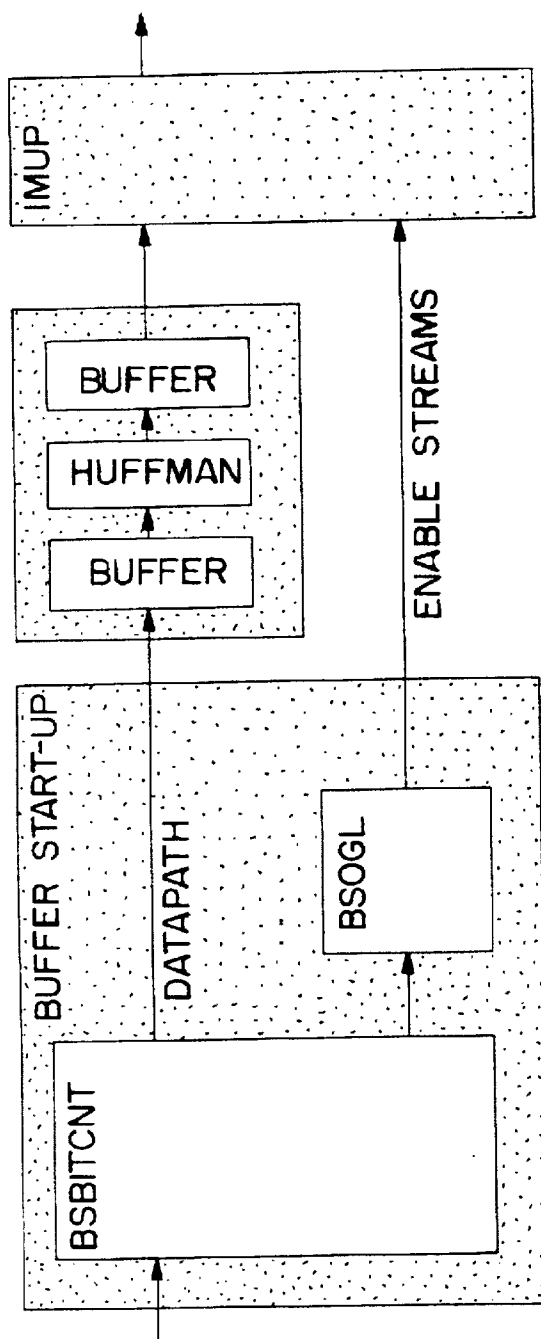 BUFFER START-UP
BSBITCNT
DATAPATH
BSOGL
BUFFER
HUFFMAN
BUFFER
ENABLE STREAMS
IMUP